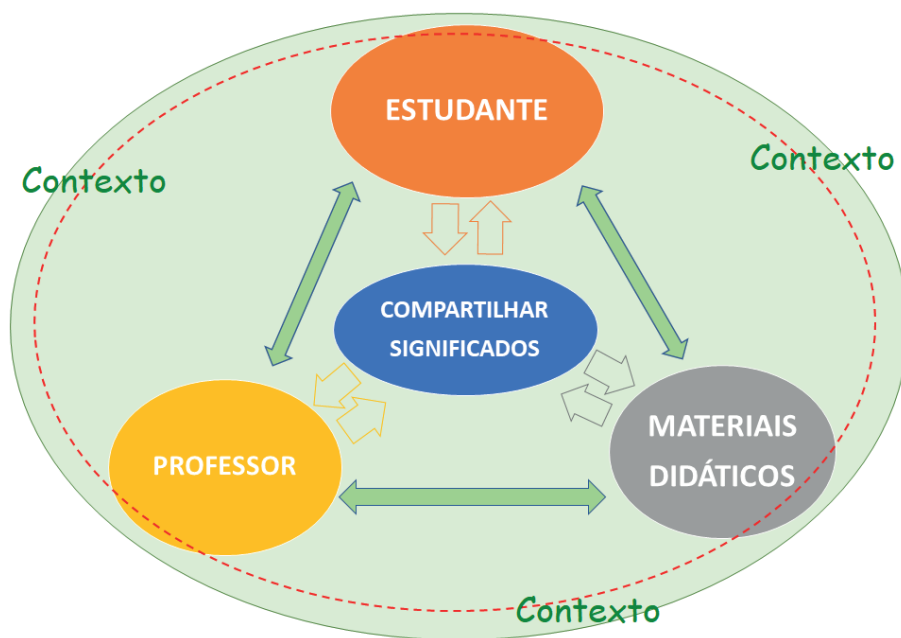 ESTUDANTE
Contexto
Contexto
COMPARTILHAR
SIGNIFICADOS
PROFESSOR
MATERIAIS
DIDÁTICOS
Contexto